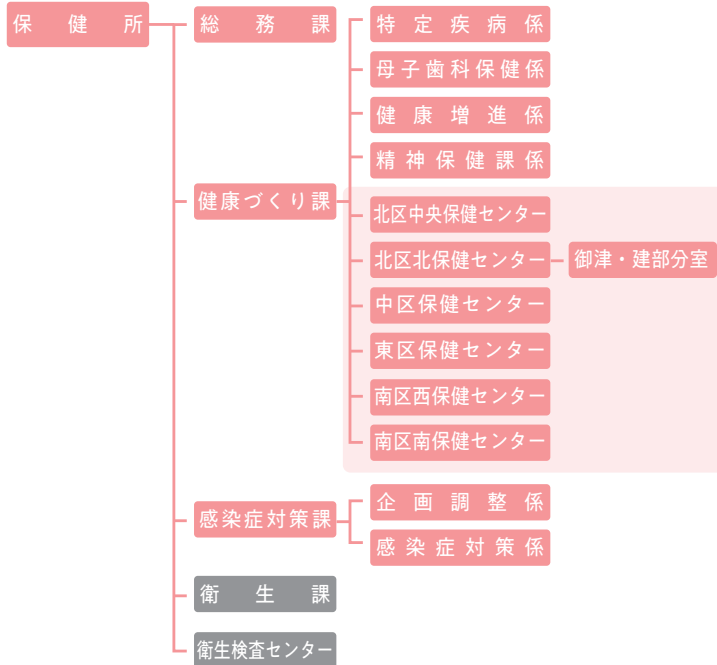 保健所
総務課
特定疾病係
母子歯科保健係
健康増進係
精神保健課係
健康づくり課
北区中央保健センター
北区北保健センター
御津・建部分室
中区保健センター
東区保健センター
南区西保健センター
南区南保健センター
感染症対策課
企画調整係
感染症対策係
衛生課
衛生検査センター